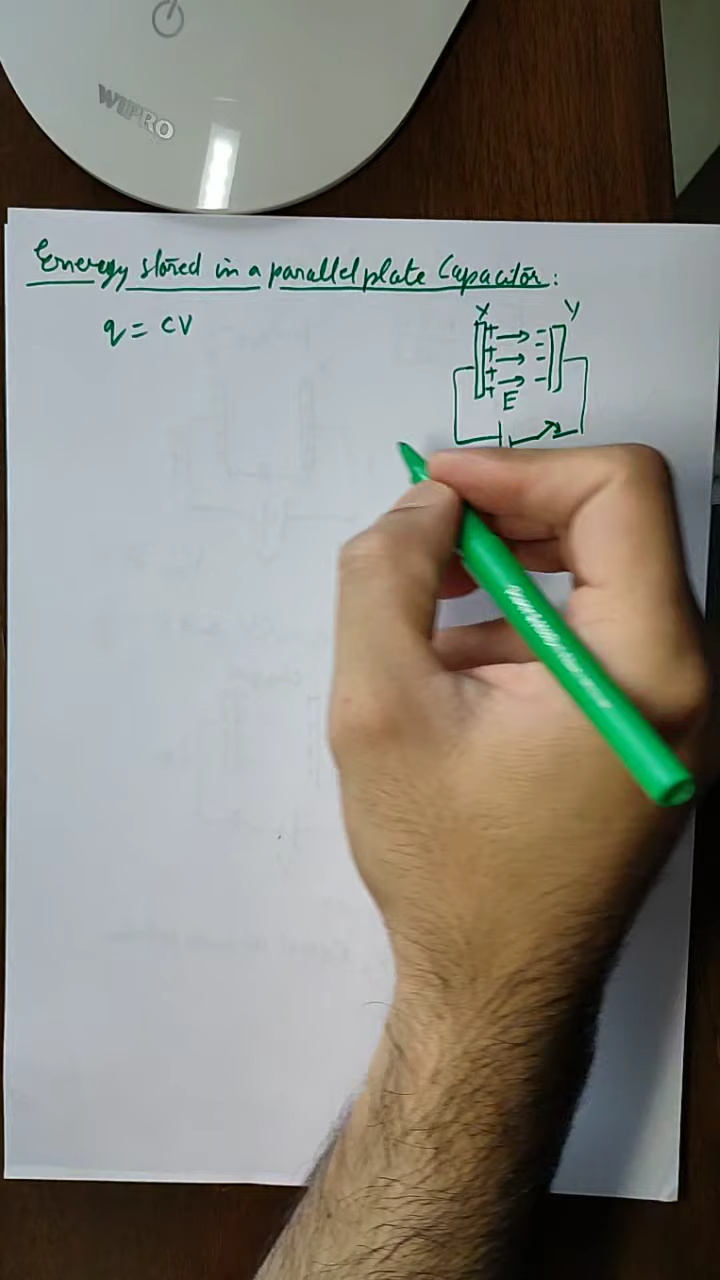 WIPRO
Energy stored in a parallel plate Capacitor:
q = CV
X Y
+ → −
+ → −
+ → −
+ −
E